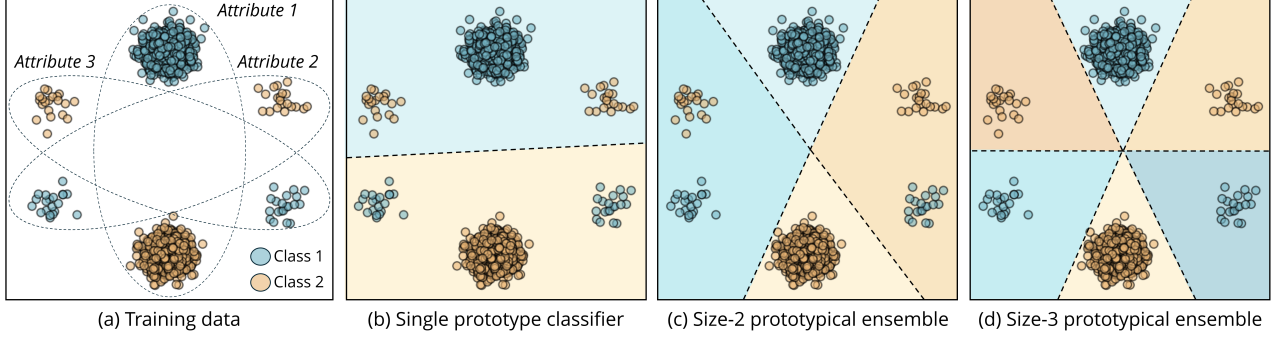 Attribute 1
Attribute 3
Attribute 2
Class 1
Class 2
(a) Training data
(b) Single prototype classifier
(c) Size-2 prototypical ensemble
(d) Size-3 prototypical ensemble